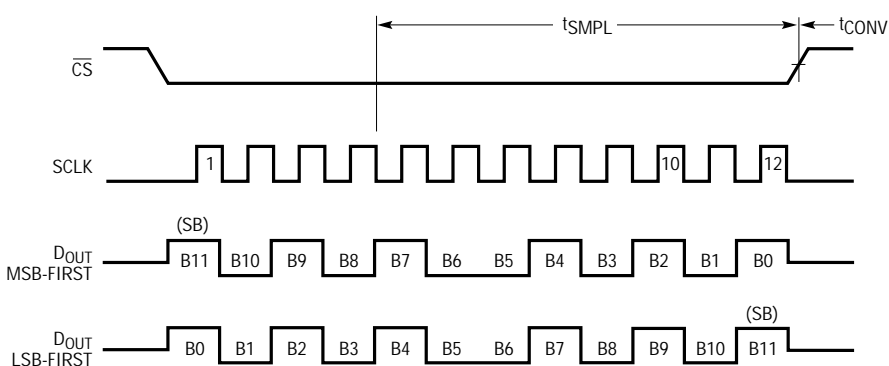 tSMPL tCONV
CS
SCLK 1 10 12
(SB)
DOUT
MSB-FIRST
B11 B10 B9 B8 B7 B6 B5 B4 B3 B2 B1 B0
(SB)
DOUT
LSB-FIRST
B0 B1 B2 B3 B4 B5 B6 B7 B8 B9 B10 B11